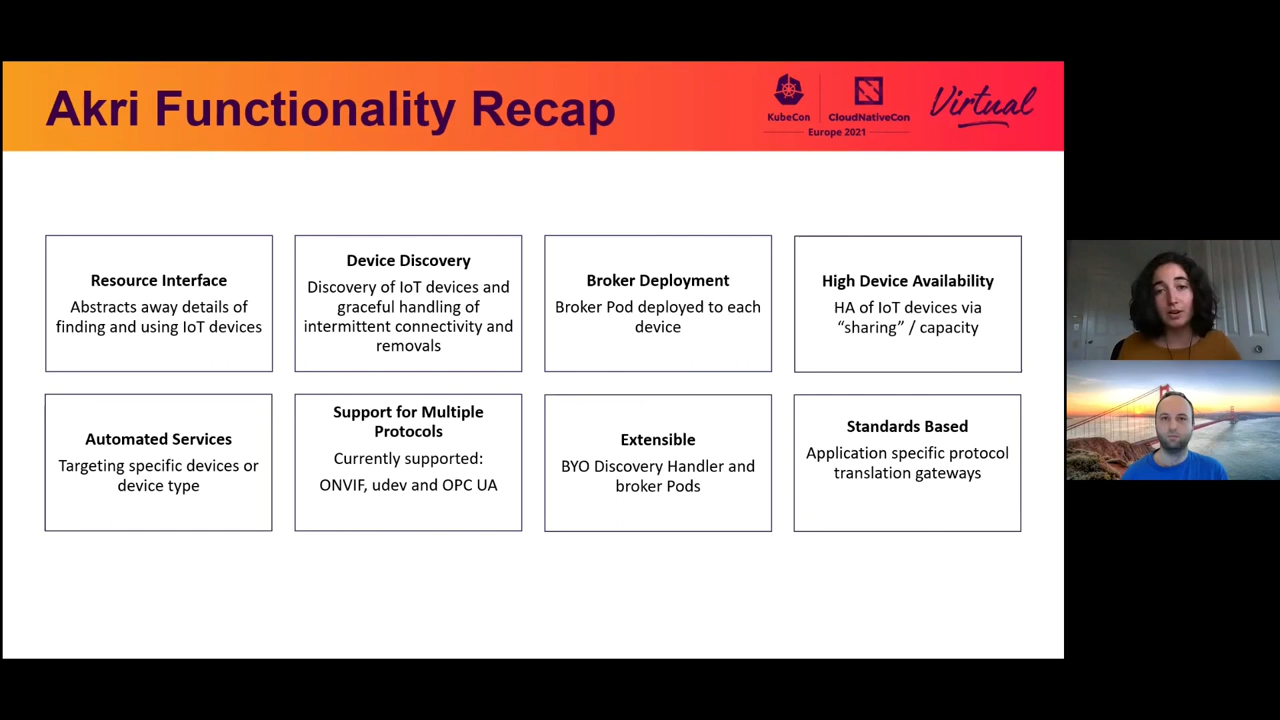 Akri Functionality Recap
KubeCon
CloudNativeCon
Europe 2021
Virtual
Resource Interface
Abstracts away details of
finding and using IoT devices
Device Discovery
Discovery of IoT devices and
graceful handling of
intermittent connectivity and
removals
Broker Deployment
Broker Pod deployed to each
device
High Device Availability
HA of IoT devices via
“sharing” / capacity
Automated Services
Targeting specific devices or
device type
Support for Multiple
Protocols
Currently supported:
ONVIF, udev and OPC UA
Extensible
BYO Discovery Handler and
broker Pods
Standards Based
Application specific protocol
translation gateways